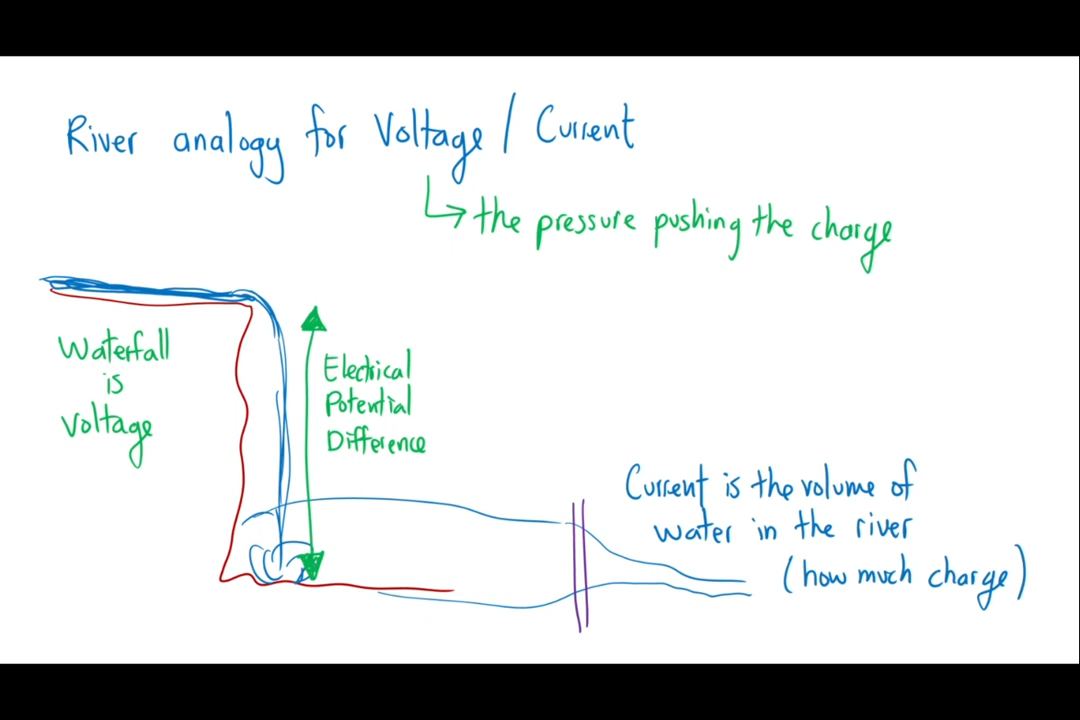 River analogy for Voltage / Current
the pressure pushing the charge
Waterfall
is
Voltage
Electrical
Potential
Difference
Current is the volume of
water in the river
(how much charge)